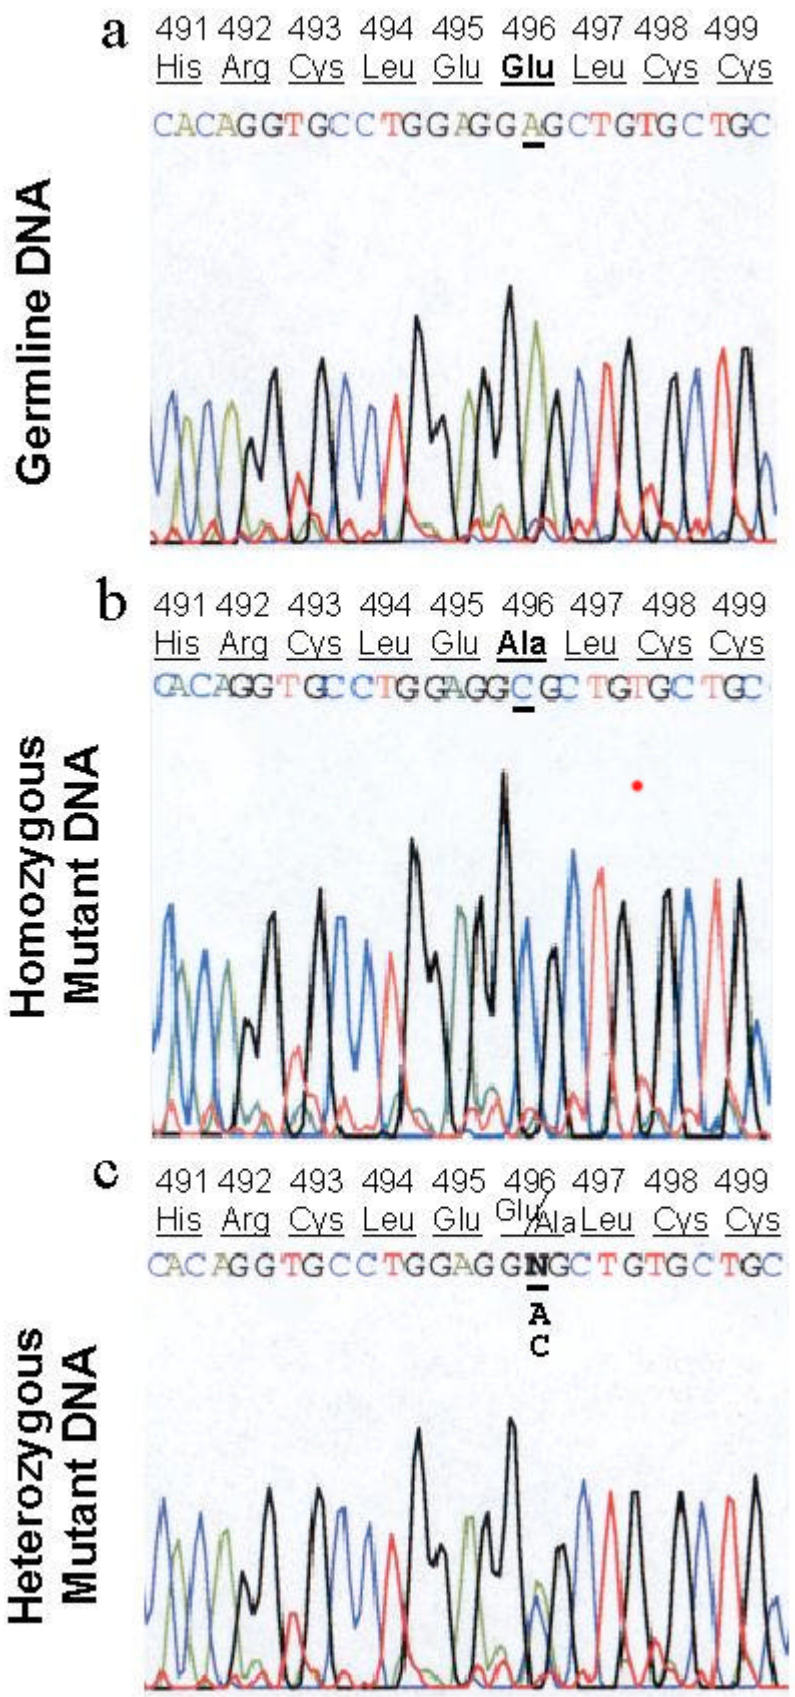 a
491 492 493 494 495 496 497 498 499
His Arg Cys Leu Glu Glu Leu Cys Cys
CACAGGTGCCTGGAGGAGCTGTGCTGC
Germline DNA
b
491 492 493 494 495 496 497 498 499
His Arg Cys Leu Glu Ala Leu Cys Cys
CACAGGTGCCTGGAGGCGCTGTGCTGC
Homozygous
Mutant DNA
c
491 492 493 494 495 496 497 498 499
His Arg Cys Leu Glu Glu/Ala Leu Cys Cys
CACAGGTGCCTGGAGGNGCTGTGCTGC
A
C
Heterozygous
Mutant DNA